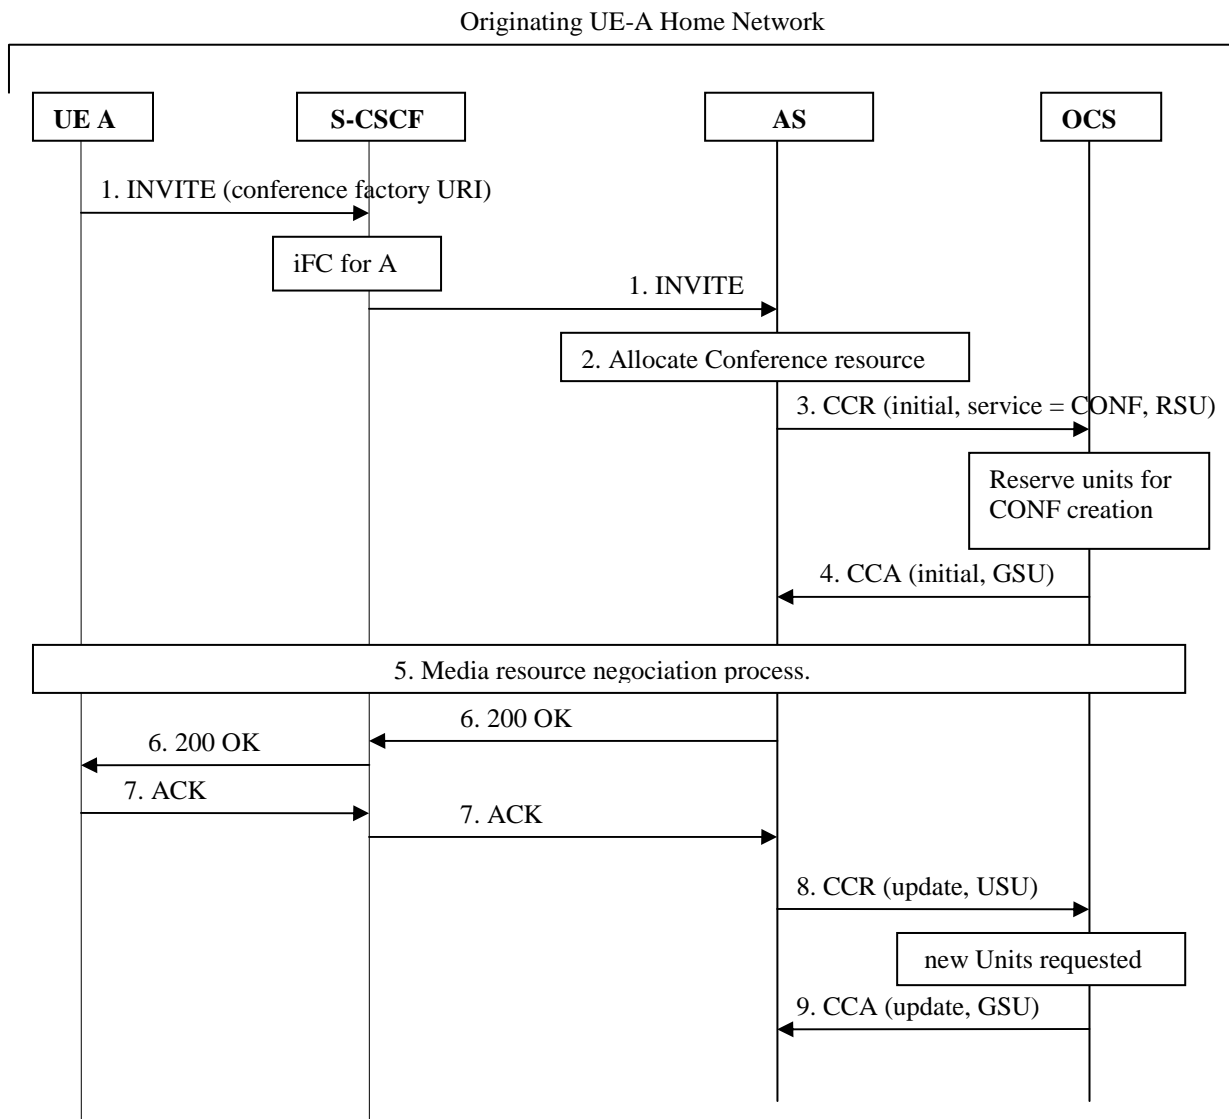 Originating UE-A Home Network
UE A
S-CSCF
AS
OCS
1. INVITE (conference factory URI)
iFC for A
1. INVITE
2. Allocate Conference resource
3. CCR (initial, service = CONF, RSU)
Reserve units for
CONF creation
4. CCA (initial, GSU)
5. Media resource negociation process.
6. 200 OK
6. 200 OK
7. ACK
7. ACK
8. CCR (update, USU)
new Units requested
9. CCA (update, GSU)